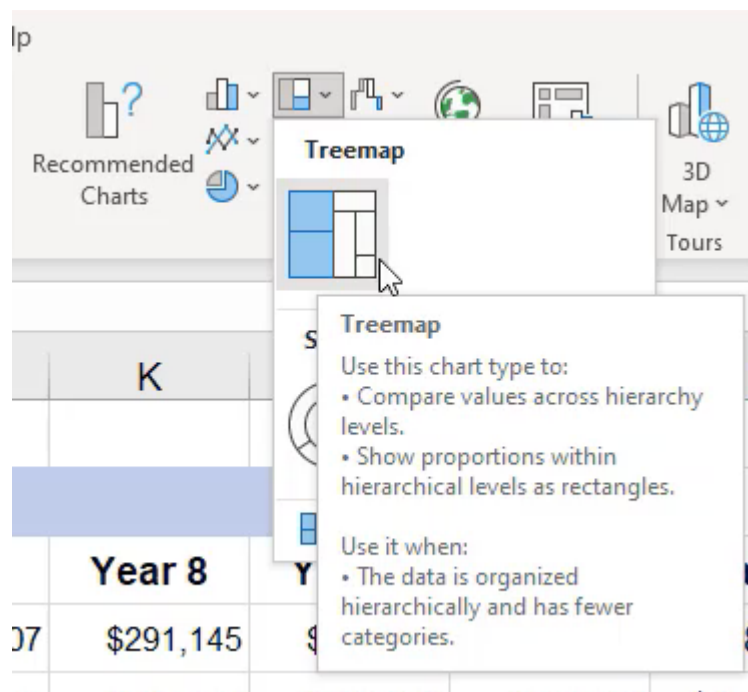 lp
Recommended
Charts
3D
Map
Tours
Treemap
Treemap
Use this chart type to:
• Compare values across hierarchy
levels.
• Show proportions within
hierarchical levels as rectangles.
Use it when:
• The data is organized
hierarchically and has fewer
categories.
S
K
Year 8
Y
07
$291,145
$